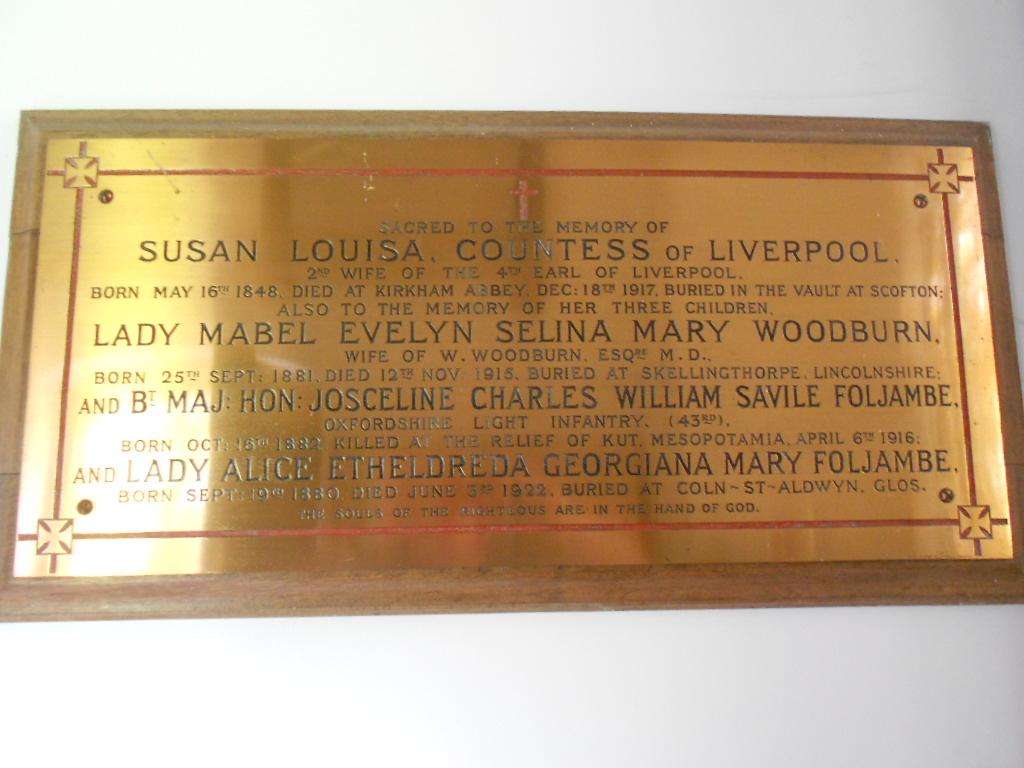 SACRED TO THE MEMORY OF
SUSAN LOUISA, COUNTESS OF LIVERPOOL,
2ND WIFE OF THE 4TH EARL OF LIVERPOOL,
BORN MAY 16TH 1848, DIED AT KIRKHAM ABBEY, DEC: 18TH 1917, BURIED IN THE VAULT AT SCOFTON;
ALSO TO THE MEMORY OF HER THREE CHILDREN,
LADY MABEL EVELYN SELINA MARY WOODBURN,
WIFE OF W. WOODBURN, ESQRE M.D.,
BORN 25TH SEPT: 1881, DIED 12TH NOV: 1915, BURIED AT SKELLINGTHORPE, LINCOLNSHIRE;
AND BT MAJ: HON: JOSCELINE CHARLES WILLIAM SAVILE FOLJAMBE,
OXFORDSHIRE LIGHT INFANTRY, (43RD),
BORN OCT: 16TH 1882, KILLED AT THE RELIEF OF KUT, MESOPOTAMIA, APRIL 6TH 1916;
AND LADY ALICE ETHELDREDA GEORGIANA MARY FOLJAMBE,
BORN SEPT: 19TH 1880, DIED JUNE 3RD 1922, BURIED AT COLN~ST~ALDWYN, GLOS.
THE SOULS OF THE RIGHTEOUS ARE IN THE HAND OF GOD.